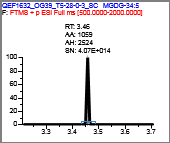 QEF1632_OG39_T5-28-0-3_SC MGDG-34:5
F: FTMS + p ESI Full ms [500.0000-2000.0000]
RT: 3.46
AA: 1059
AH: 2524
SN: 4.07E+014
100
80
60
40
20
0
3.3 3.4 3.5 3.6 3.7